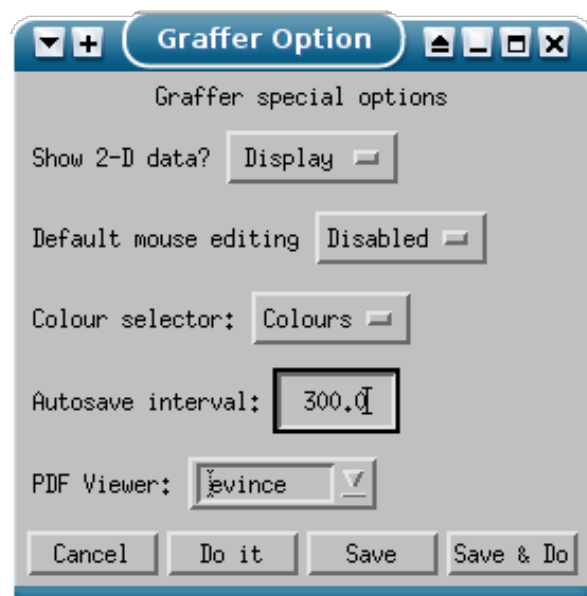 Graffer Option
Graffer special options
Show 2-D data? Display
Default mouse editing Disabled
Colour selector: Colours
Autosave interval: 300.0
PDF Viewer: evince
Cancel Do it Save Save & Do